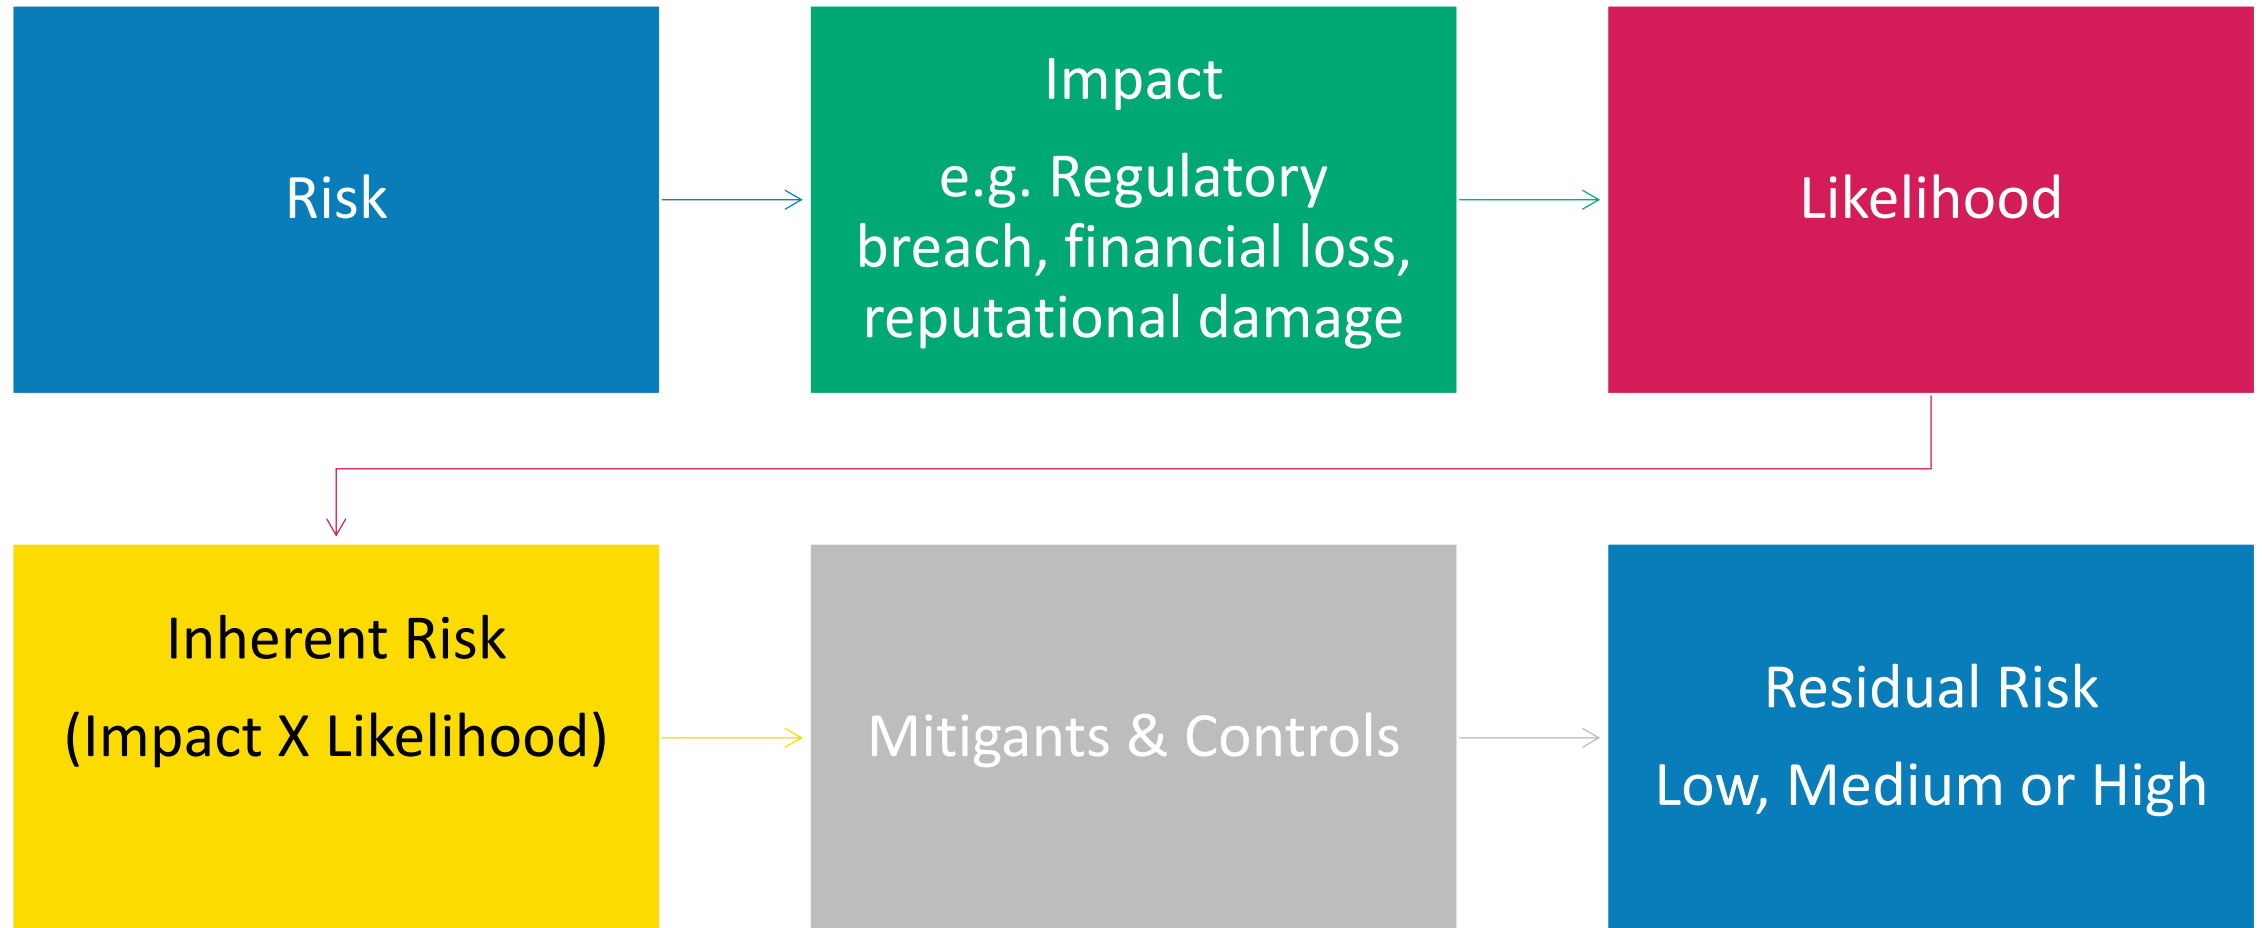 Risk
Impact
e.g. Regulatory
breach, financial loss,
reputational damage
Likelihood
Inherent Risk
(Impact X Likelihood)
Mitigants & Controls
Residual Risk
Low, Medium or High